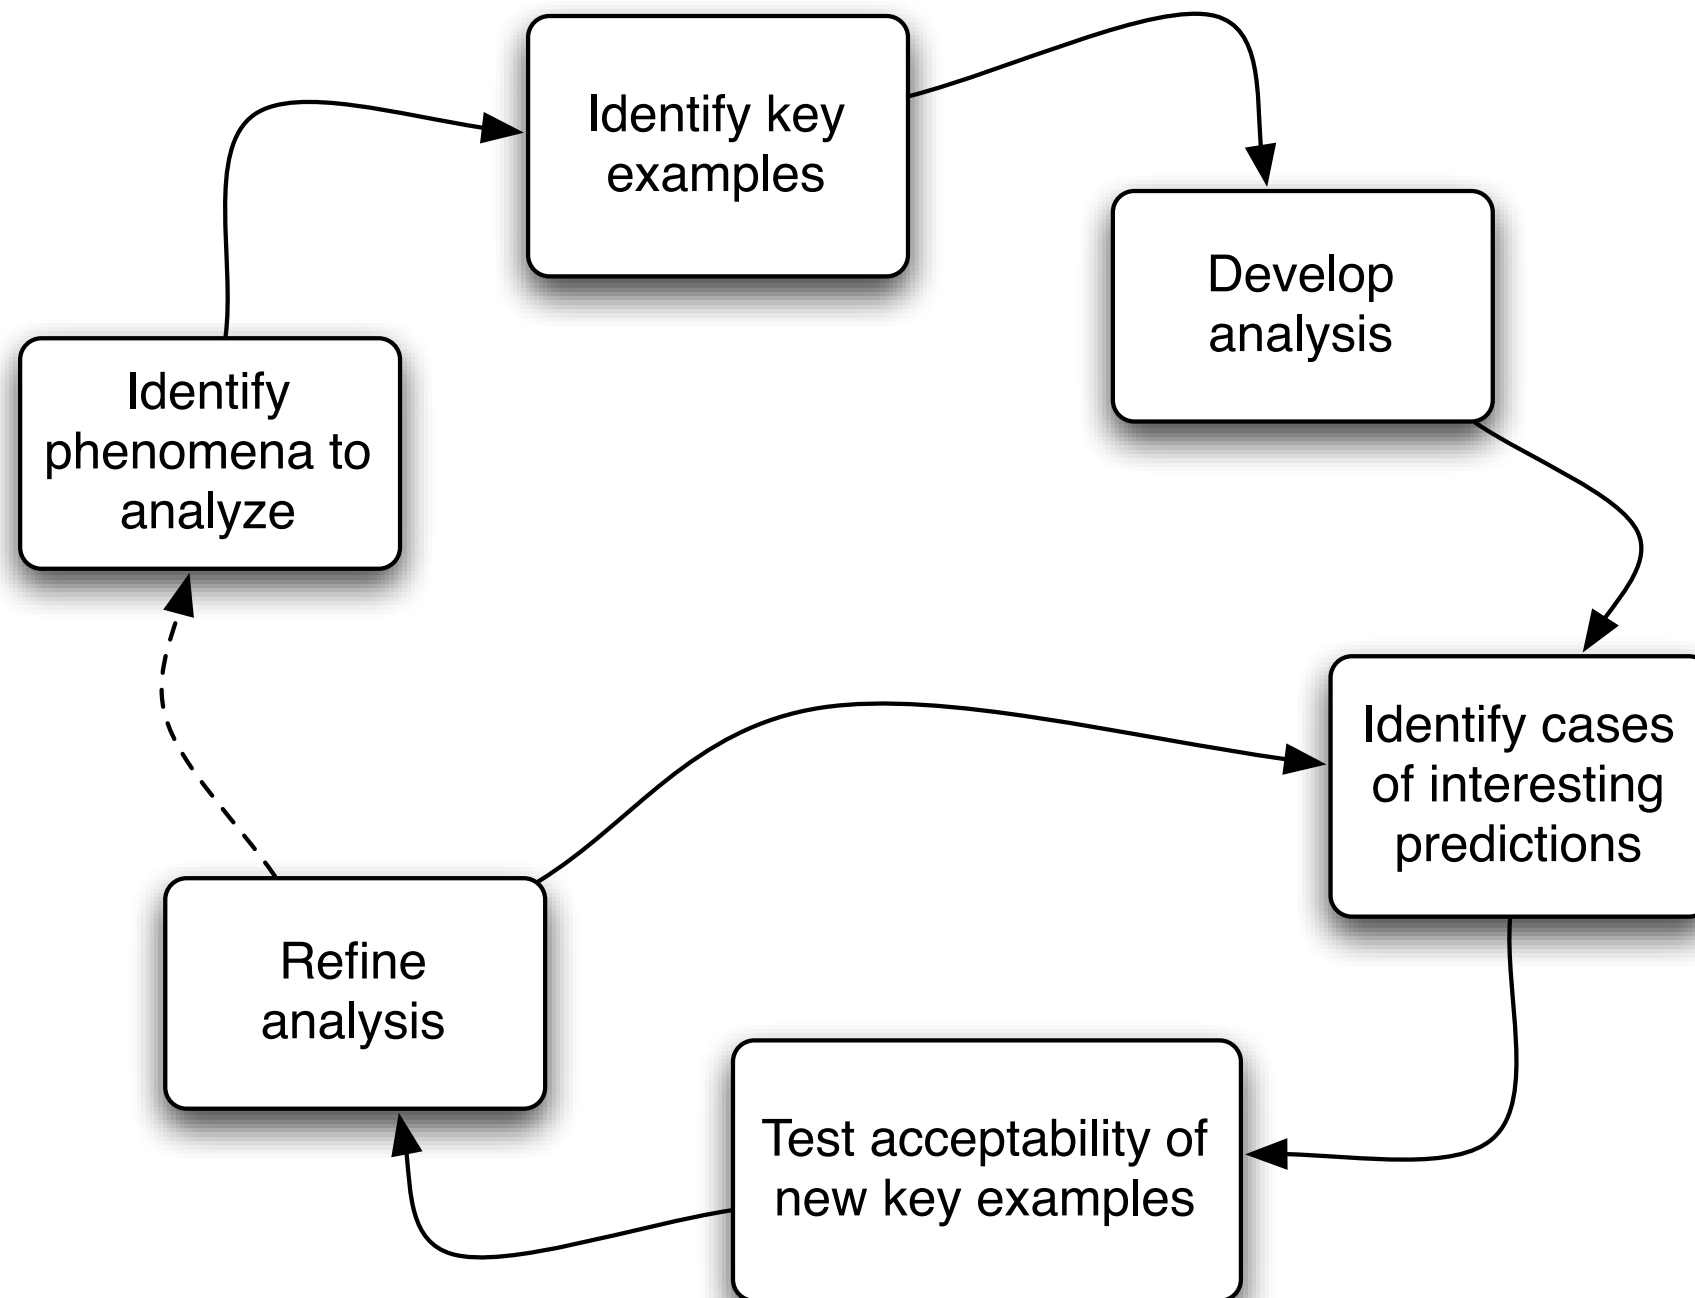 Identify key
examples
Develop
analysis
Identify
phenomena to
analyze
Identify cases
of interesting
predictions
Refine
analysis
Test acceptability of
new key examples